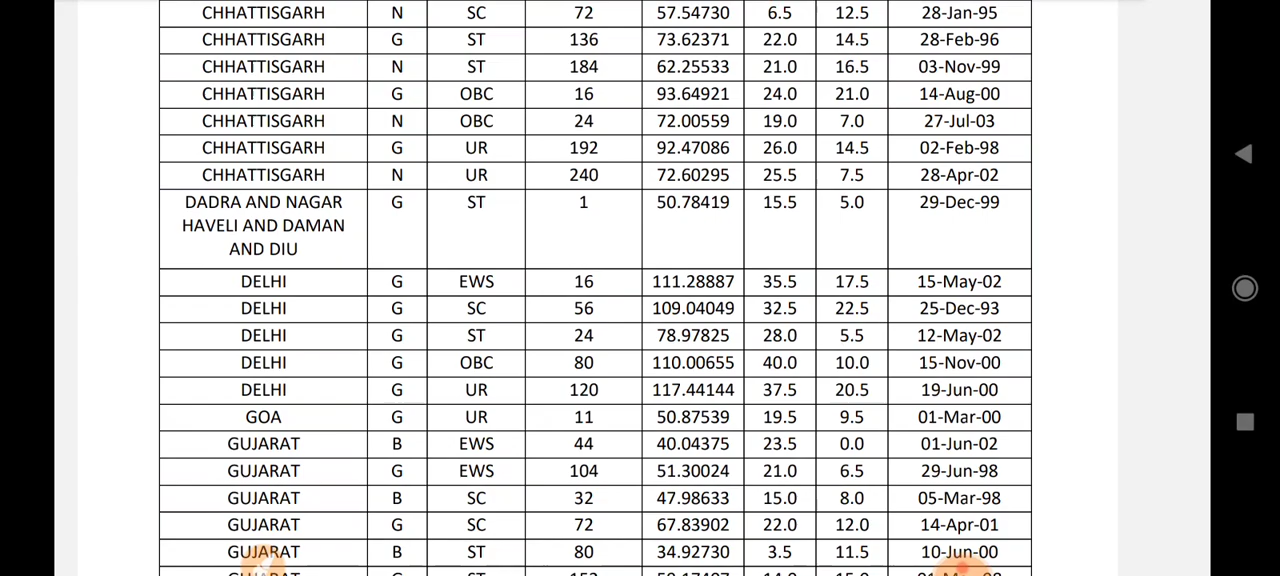 CHHATTISGARH N SC 72 57.54730 6.5 12.5 28-Jan-95
CHHATTISGARH G ST 136 73.62371 22.0 14.5 28-Feb-96
CHHATTISGARH N ST 184 62.25533 21.0 16.5 03-Nov-99
CHHATTISGARH G OBC 16 93.64921 24.0 21.0 14-Aug-00
CHHATTISGARH N OBC 24 72.00559 19.0 7.0 27-Jul-03
CHHATTISGARH G UR 192 92.47086 26.0 14.5 02-Feb-98
CHHATTISGARH N UR 240 72.60295 25.5 7.5 28-Apr-02
DADRA AND NAGAR G ST 1 50.78419 15.5 5.0 29-Dec-99
HAVELI AND DAMAN
AND DIU
DELHI G EWS 16 111.28887 35.5 17.5 15-May-02
DELHI G SC 56 109.04049 32.5 22.5 25-Dec-93
DELHI G ST 24 78.97825 28.0 5.5 12-May-02
DELHI G OBC 80 110.00655 40.0 10.0 15-Nov-00
DELHI G UR 120 117.44144 37.5 20.5 19-Jun-00
GOA G UR 11 50.87539 19.5 9.5 01-Mar-00
GUJARAT B EWS 44 40.04375 23.5 0.0 01-Jun-02
GUJARAT G EWS 104 51.30024 21.0 6.5 29-Jun-98
GUJARAT B SC 32 47.98633 15.0 8.0 05-Mar-98
GUJARAT G SC 72 67.83902 22.0 12.0 14-Apr-01
GUJARAT B ST 80 34.92730 3.5 11.5 10-Jun-00